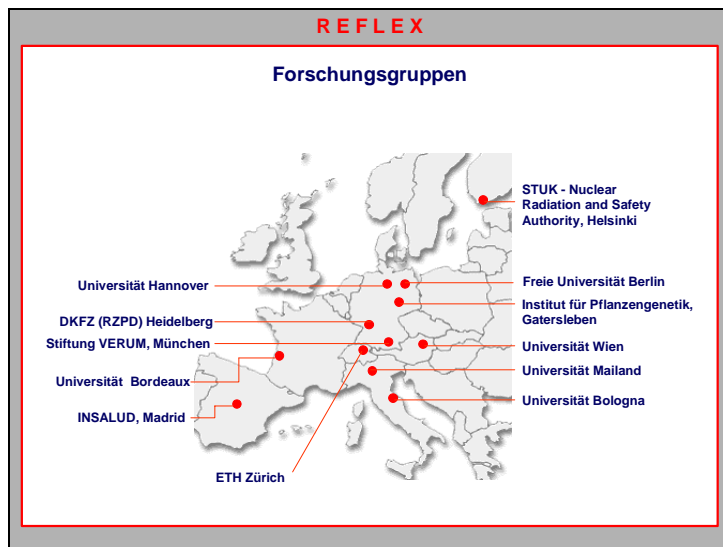 R E F L E X
Forschungsgruppen
STUK - Nuclear
Radiation and Safety
Authority, Helsinki
Universität Hannover
Freie Universität Berlin
Institut für Pflanzengenetik,
Gatersleben
DKFZ (RZPD) Heidelberg
Stiftung VERUM, München
Universität Wien
Universität Mailand
Universität Bordeaux
Universität Bologna
INSALUD, Madrid
ETH Zürich